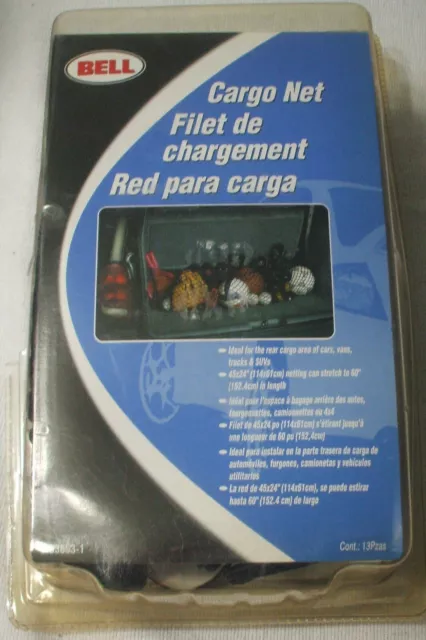 BELL
Cargo Net
Filet de
chargement
Red para carga
Ideal for the rear cargo area of cars, vans,
trucks & SUVs
45x24" (114x61cm) netting can stretch to 60"
(152.4cm) in length
Idéal pour l'espace à bagage arrière des autos,
fourgonnettes, camionnettes ou 4x4
Filet de 45x24 po (114x61cm) s'étirant jusqu'à
une longueur de 60 po (152,4cm)
Ideal para instalar en la parte trasera de carga de
automóviles, furgones, camionetas y vehículos
utilitarios
La red de 45x24" (114x61cm), se puede estirar
hasta 60" (152.4 cm) de largo
Cont.: 13Pzas